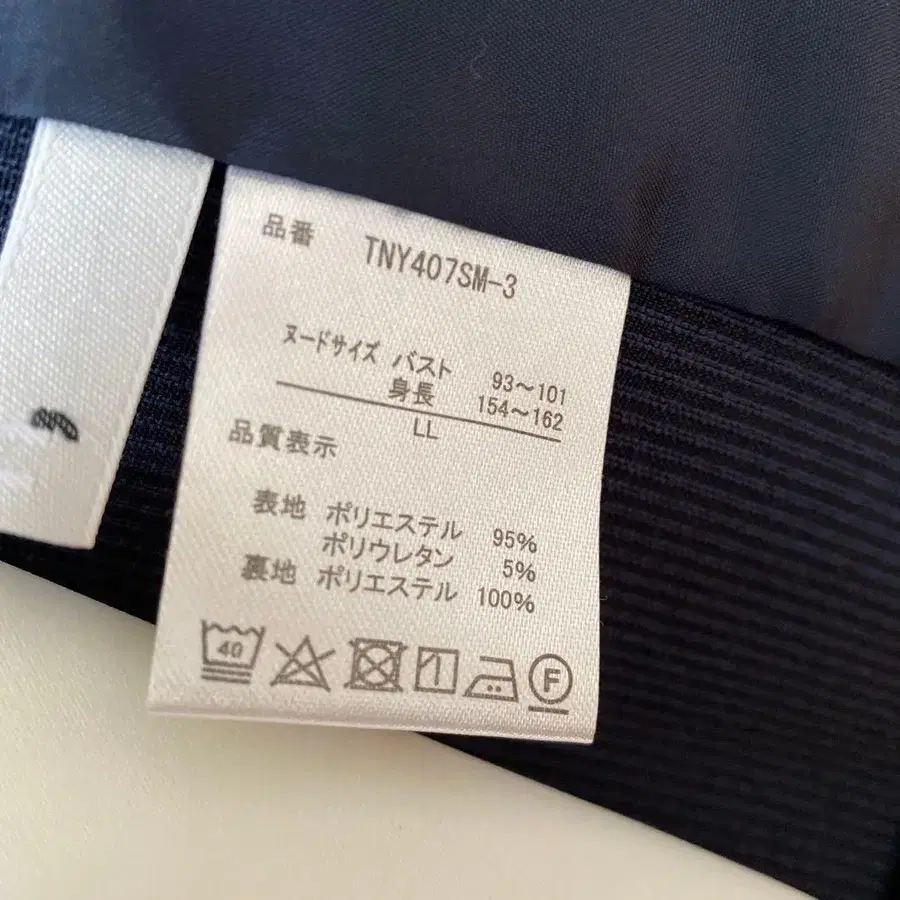 品番 TNY407SM-3
ヌードサイズ バスト 93～101
身長 154～162
LL
品質表示
表地 ポリエステル 95%
ポリウレタン 5%
裏地 ポリエステル 100%
40
F